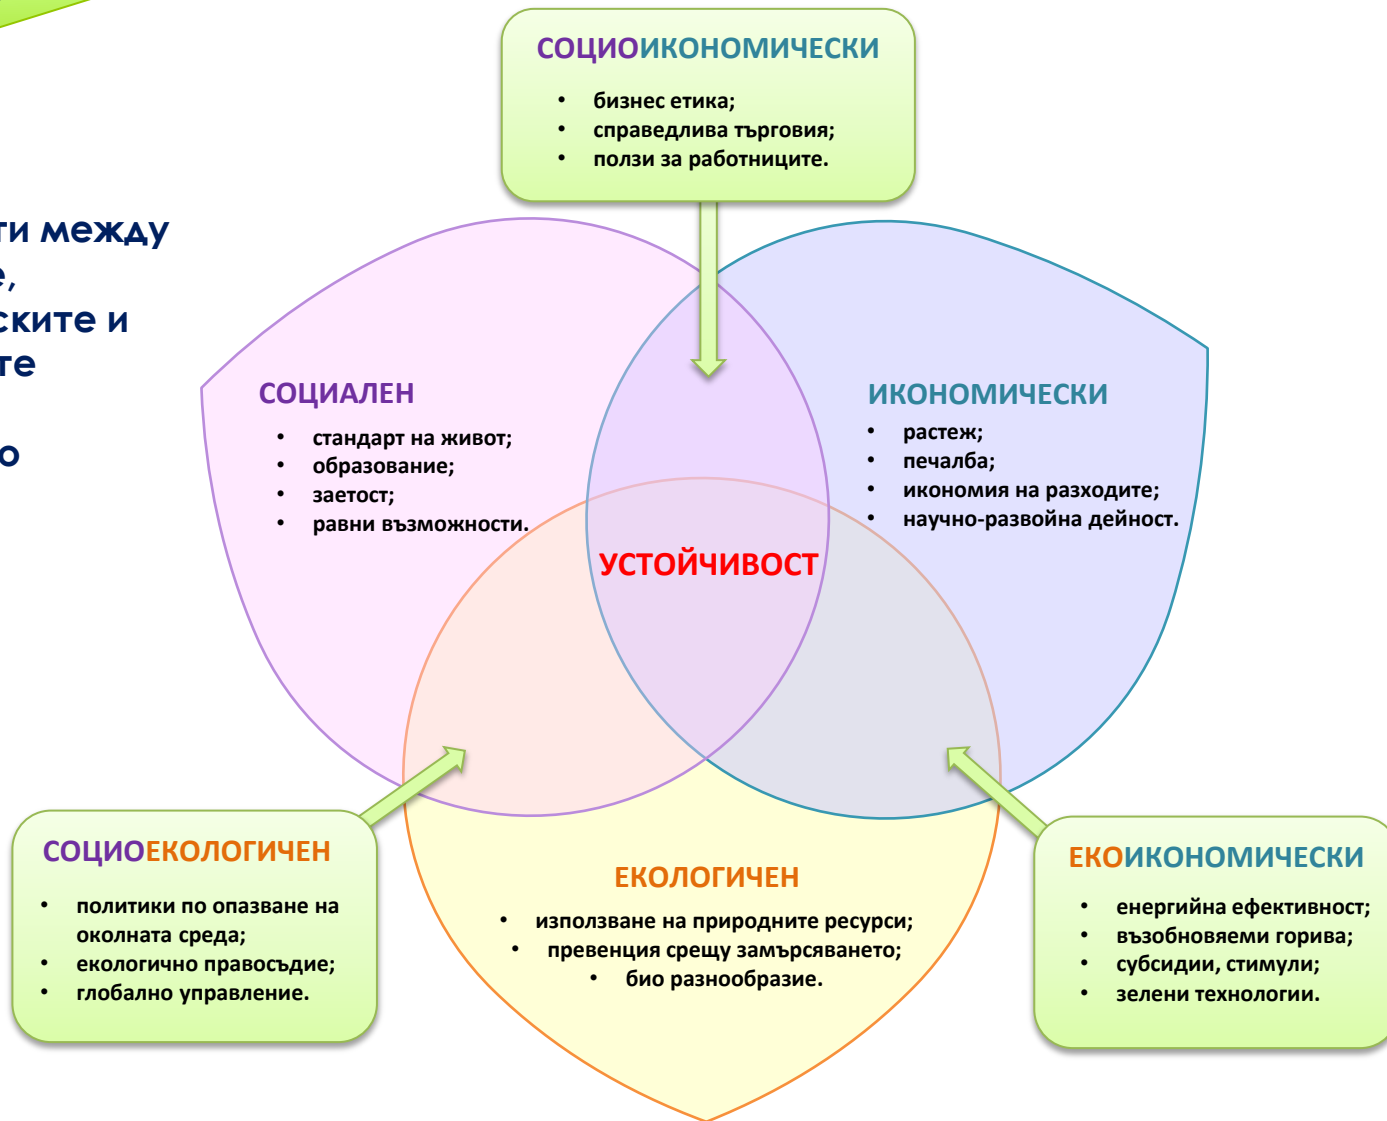 СОЦИОИКОНОМИЧЕСКИ
• бизнес етика;
• справедлива търговия;
• ползи за работниците.
ти между
е,
ските и
те
о
СОЦИАЛЕН
• стандарт на живот;
• образование;
• заетост;
• равни възможности.
ИКОНОМИЧЕСКИ
• растеж;
• печалба;
• икономия на разходите;
• научно-развойна дейност.
УСТОЙЧИВОСТ
СОЦИОЕКОЛОГИЧЕН
• политики по опазване на
околната среда;
• екологично правосъдие;
• глобално управление.
ЕКОЛОГИЧЕН
• използване на природните ресурси;
• превенция срещу замърсяването;
• био разнообразие.
ЕКОИКОНОМИЧЕСКИ
• енергийна ефективност;
• възобновяеми горива;
• субсидии, стимули;
• зелени технологии.